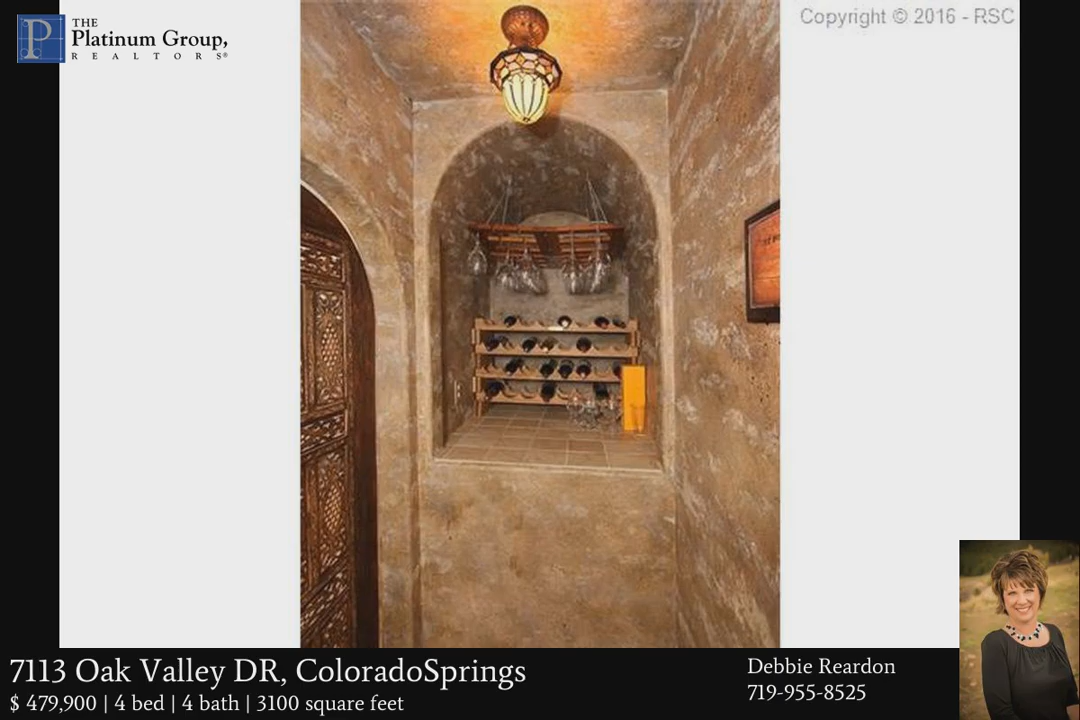 THE
Platinum Group,
REALTORS®
Copyright © 2016 - RSC
7113 Oak Valley DR, ColoradoSprings
$ 479,900 | 4 bed | 4 bath | 3100 square feet
Debbie Reardon
719-955-8525